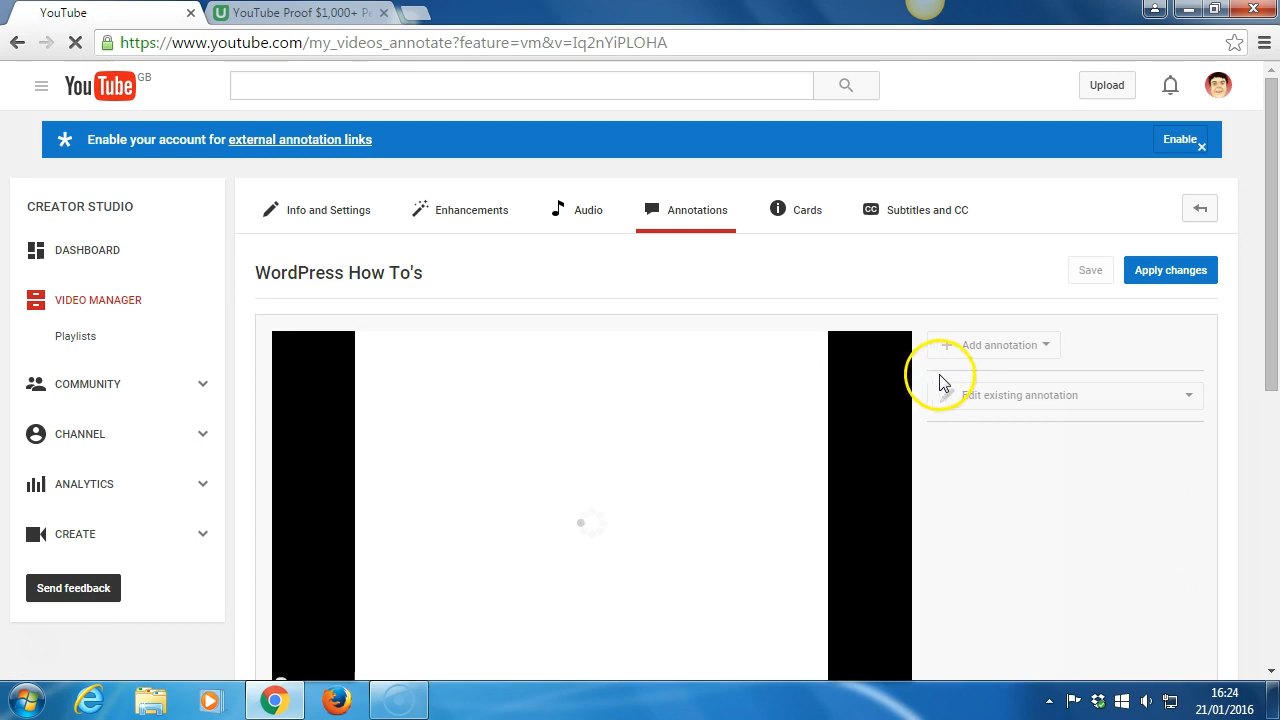 YouTube
YouTube Proof $1,000+ Pe
https://www.youtube.com/my_videos_annotate?feature=vm&v=Iq2nYiPLOHA
YouTube GB
Upload
Enable your account for external annotation links
Enable
CREATOR STUDIO
Info and Settings
Enhancements
Audio
Annotations
Cards
CC Subtitles and CC
DASHBOARD
WordPress How To's
Save
Apply changes
VIDEO MANAGER
Playlists
Add annotation
COMMUNITY
Edit existing annotation
CHANNEL
ANALYTICS
CREATE
Send feedback
16:24
21/01/2016